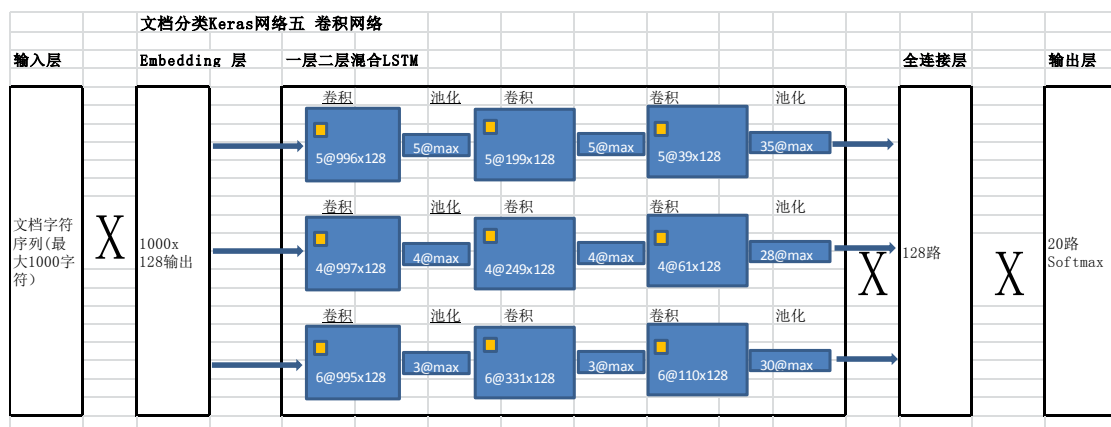 文档分类Keras网络五 卷积网络
输入层 Embedding 层 一层二层混合LSTM 全连接层 输出层
卷积 池化 卷积 卷积 池化
5@996x128 5@max 5@199x128 5@max 5@39x128 35@max
卷积 池化 卷积 卷积 池化
4@997x128 4@max 4@249x128 4@max 4@61x128 28@max
卷积 池化 卷积 卷积 池化
6@995x128 3@max 6@331x128 3@max 6@110x128 30@max
文档字符
序列(最
大1000字
符)
X
1000x
128输出
X
128路
X
20路
Softmax